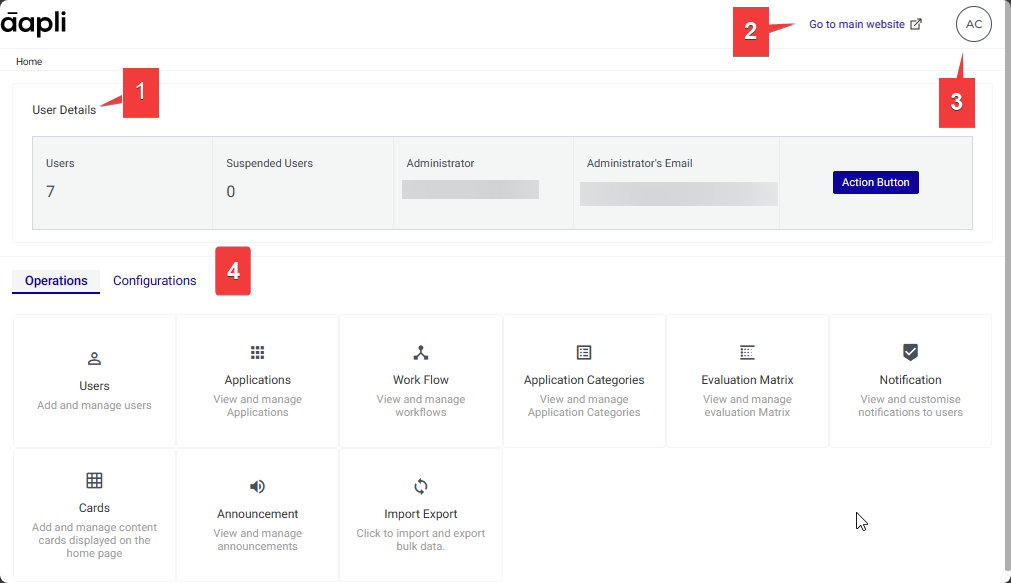 āapli
2
Go to main website
AC
Home
1
3
User Details
Users
Suspended Users
Administrator
Administrator's Email
7
0
Action Button
4
Operations
Configurations
Users
Add and manage users
Applications
View and manage
Applications
Work Flow
View and manage
workflows
Application Categories
View and manage
Application Categories
Evaluation Matrix
View and manage
evaluation Matrix
Notification
View and customise
notifications to users
Cards
Add and manage content
cards displayed on the
home page
Announcement
View and manage
announcements
Import Export
Click to import and export
bulk data.